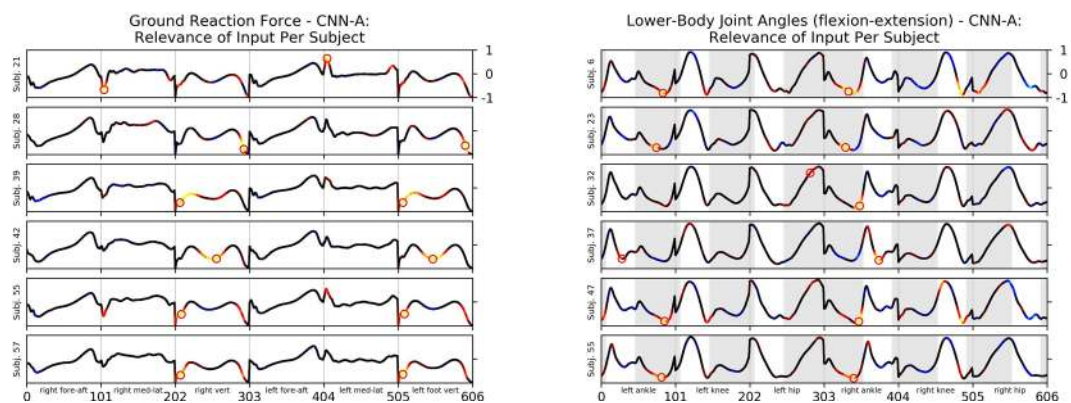 Ground Reaction Force - CNN-A:
Relevance of Input Per Subject
Subj. 21
1
0
-1
Subj. 28
Subj. 39
Subj. 42
Subj. 55
Subj. 57
right fore-aft right med-lat right vert left fore-aft left med-lat left foot vert
0 101 202 303 404 505 606
Lower-Body Joint Angles (flexion-extension) - CNN-A:
Relevance of Input Per Subject
Subj. 6
1
0
-1
Subj. 23
Subj. 32
Subj. 37
Subj. 47
Subj. 55
left ankle left knee left hip right ankle right knee right hip
0 101 202 303 404 505 606